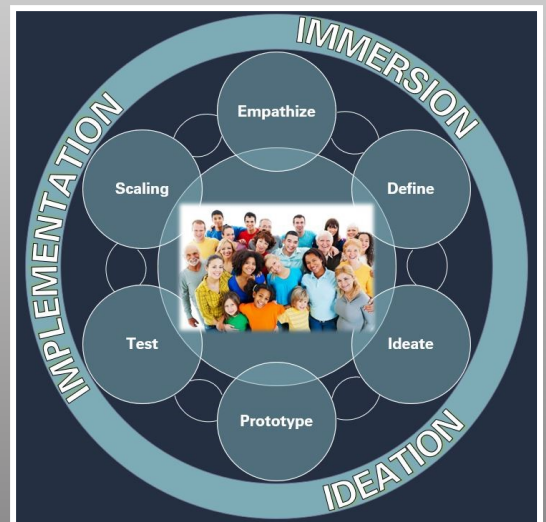 IMMERSION
Empathize
Define
Ideate
Prototype
Test
Scaling
IDEATION
IMPLEMENTATION